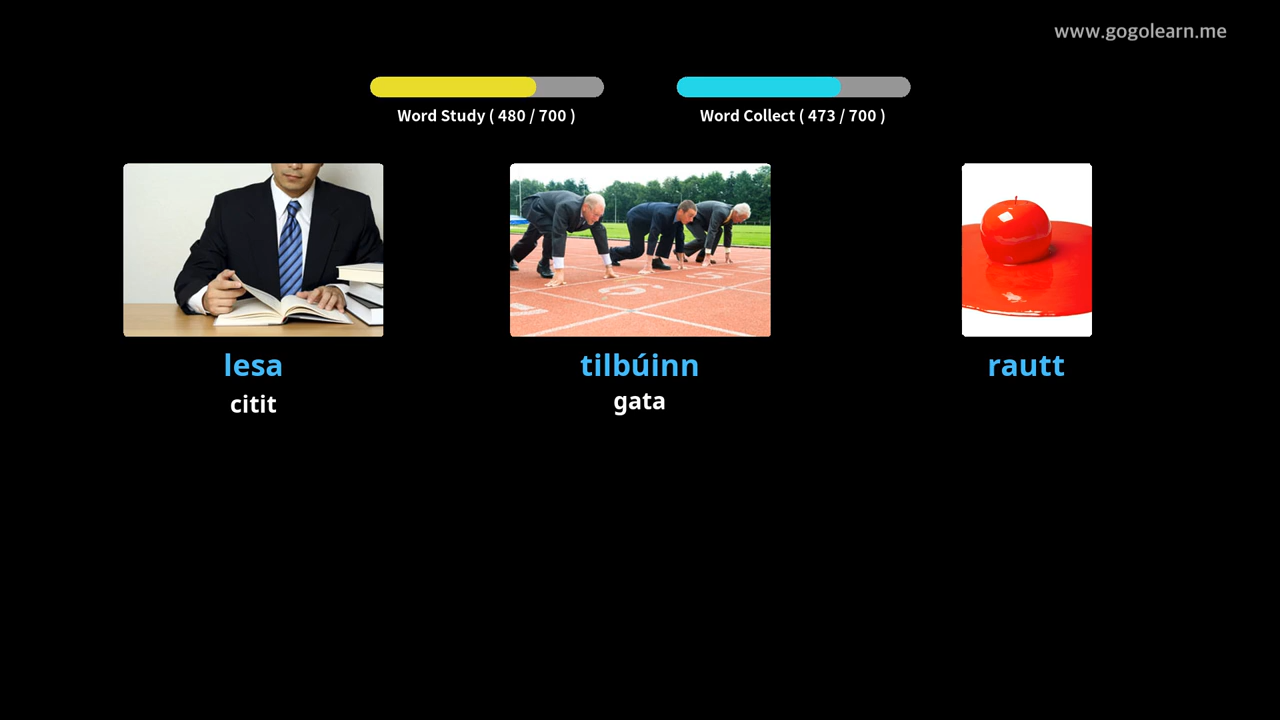 www.gogolearn.me
Word Study ( 480 / 700 )
Word Collect ( 473 / 700 )
lesa
citit
tilbúinn
gata
rautt